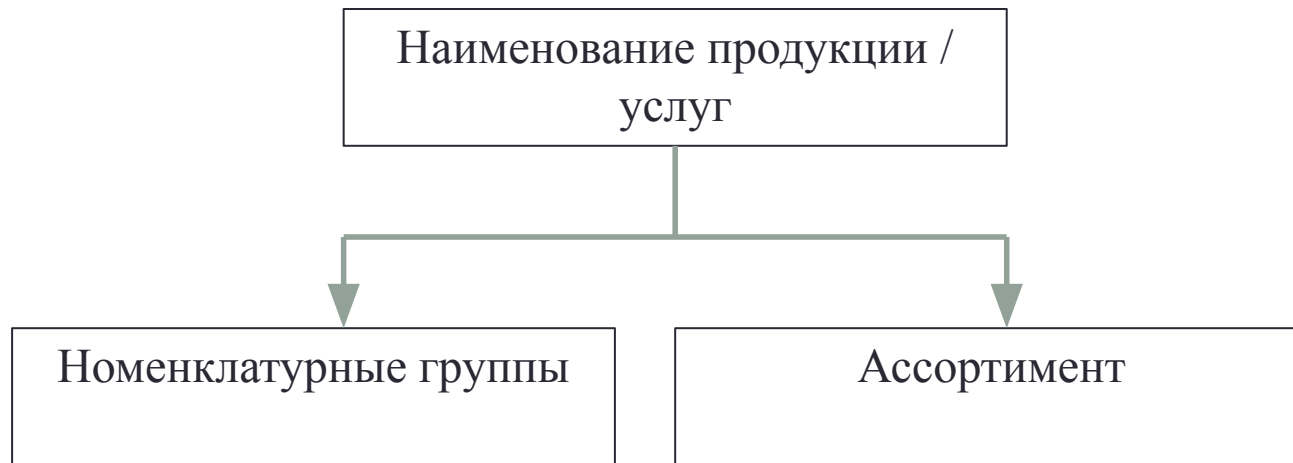 Наименование продукции /
услуг
Номенклатурные группы
Ассортимент